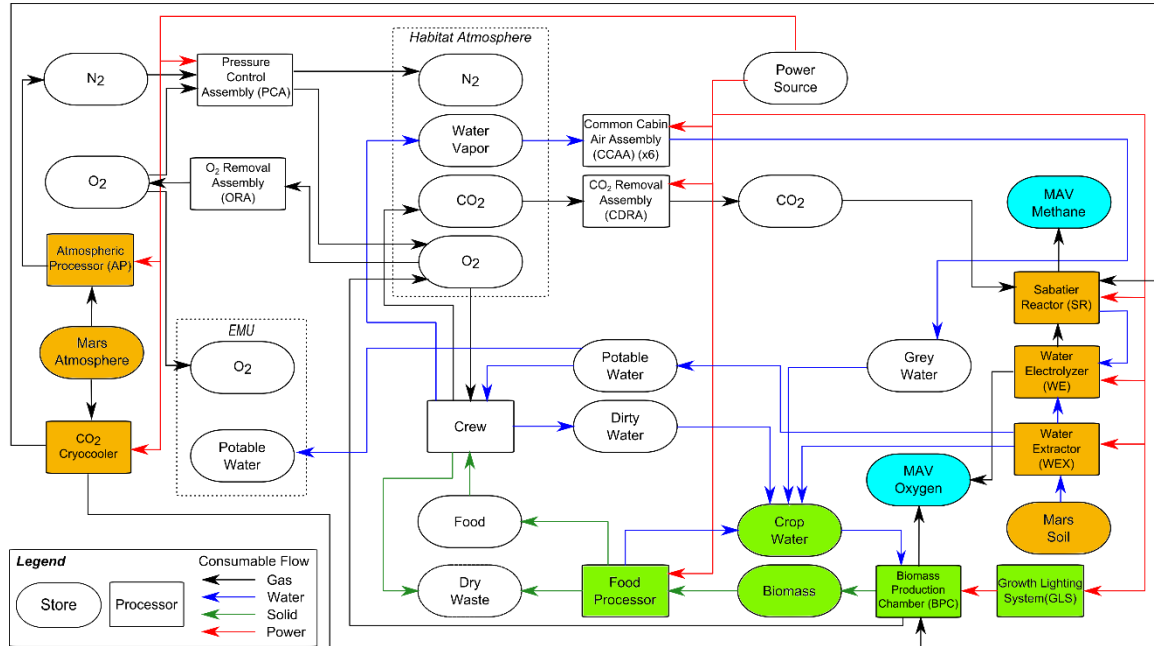 Habitat Atmosphere
N2
Pressure
Control
Assembly (PCA)
N2
Power
Source
Water
Vapor
Common Cabin
Air Assembly
(CCAA) (x6)
O2
O2 Removal
Assembly
(ORA)
CO2
CO2 Removal
Assembly
(CDRA)
CO2
MAV
Methane
Atmospheric
Processor (AP)
O2
Sabatier
Reactor (SR)
EMU
Mars
Atmosphere
O2
Potable
Water
Grey
Water
Water
Electrolyzer
(WE)
CO2
Cryocooler
Potable
Water
Crew
Dirty
Water
Water
Extractor
(WEX)
MAV
Oxygen
Food
Crop
Water
Mars
Soil
Legend
Store
Processor
Consumable Flow
Gas
Water
Solid
Power
Dry
Waste
Food
Processor
Biomass
Biomass
Production
Chamber (BPC)
Growth Lighting
System(GLS)